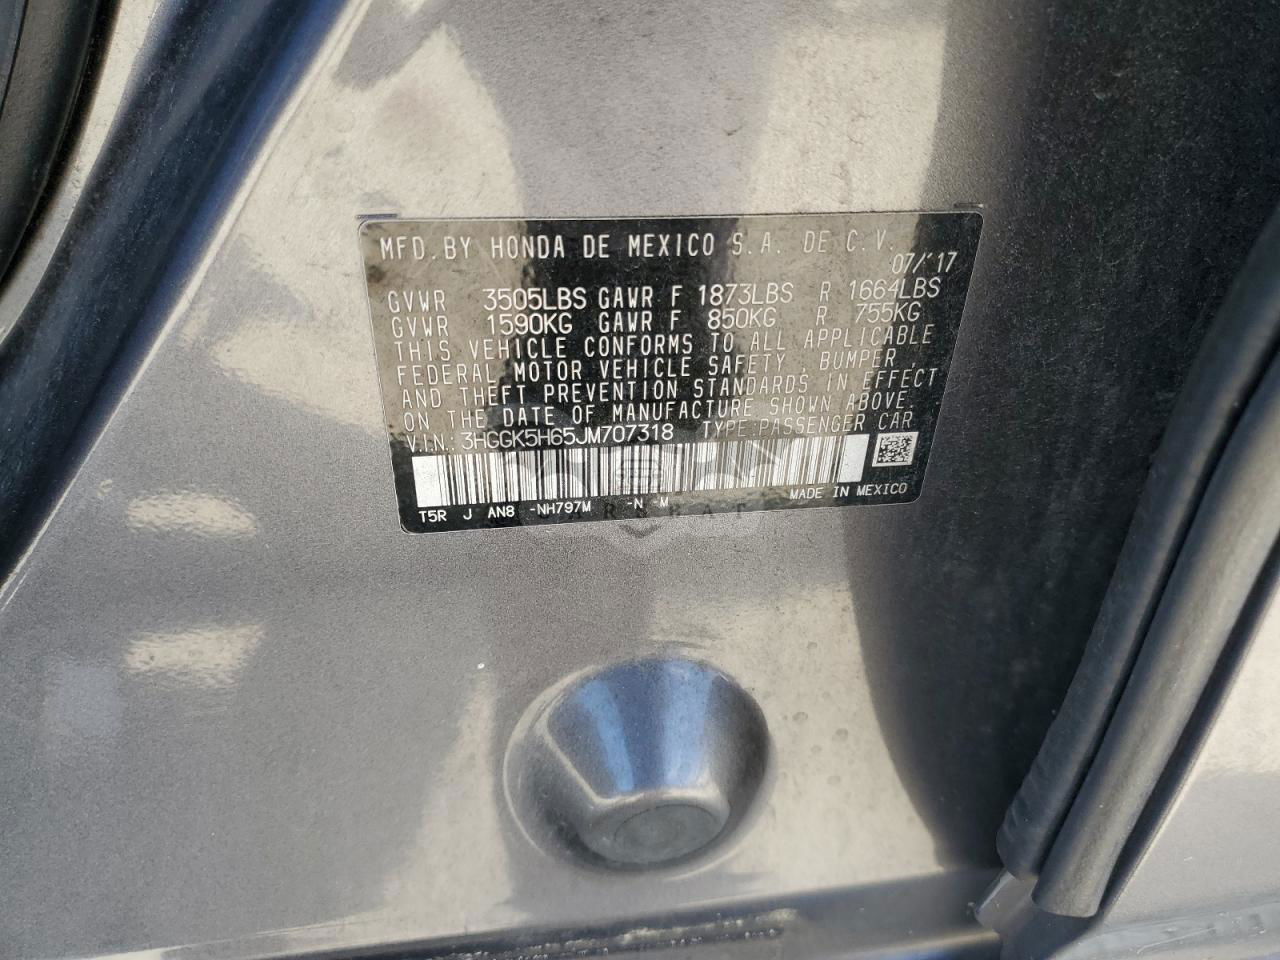 MFD. BY HONDA DE MEXICO S.A. DE C.V.
07/'17
GVWR 3505LBS GAWR F 1873LBS R 1664LBS
GVWR 1590KG GAWR F 850KG R 755KG
THIS VEHICLE CONFORMS TO ALL APPLICABLE
FEDERAL MOTOR VEHICLE SAFETY, BUMPER,
AND THEFT PREVENTION STANDARDS IN EFFECT
ON THE DATE OF MANUFACTURE SHOWN ABOVE.
V.I.N.: 3HGGK5H65JM707318 TYPE:PASSENGER CAR
T5R J AN8 -NH797M -N -M MADE IN MEXICO